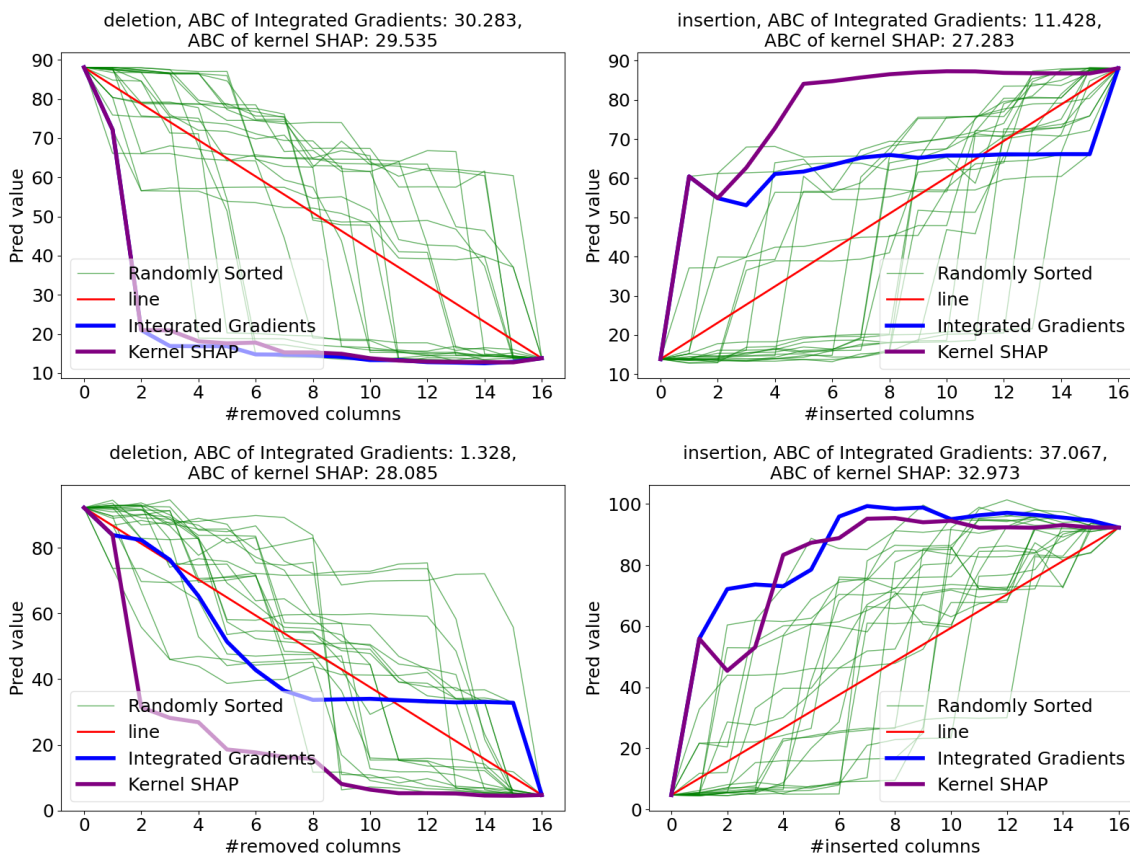 deletion, ABC of Integrated Gradients: 30.283,
ABC of kernel SHAP: 29.535
90
80
70
60
50
40
30
20
10
Pred value
Randomly Sorted
line
Integrated Gradients
Kernel SHAP
0 2 4 6 8 10 12 14 16
#removed columns
insertion, ABC of Integrated Gradients: 11.428,
ABC of kernel SHAP: 27.283
90
80
70
60
50
40
30
20
10
Pred value
Randomly Sorted
line
Integrated Gradients
Kernel SHAP
0 2 4 6 8 10 12 14 16
#inserted columns
deletion, ABC of Integrated Gradients: 1.328,
ABC of kernel SHAP: 28.085
80
60
40
20
0
Pred value
Randomly Sorted
line
Integrated Gradients
Kernel SHAP
0 2 4 6 8 10 12 14 16
#removed columns
insertion, ABC of Integrated Gradients: 37.067,
ABC of kernel SHAP: 32.973
100
80
60
40
20
0
Pred value
Randomly Sorted
line
Integrated Gradients
Kernel SHAP
0 2 4 6 8 10 12 14 16
#inserted columns